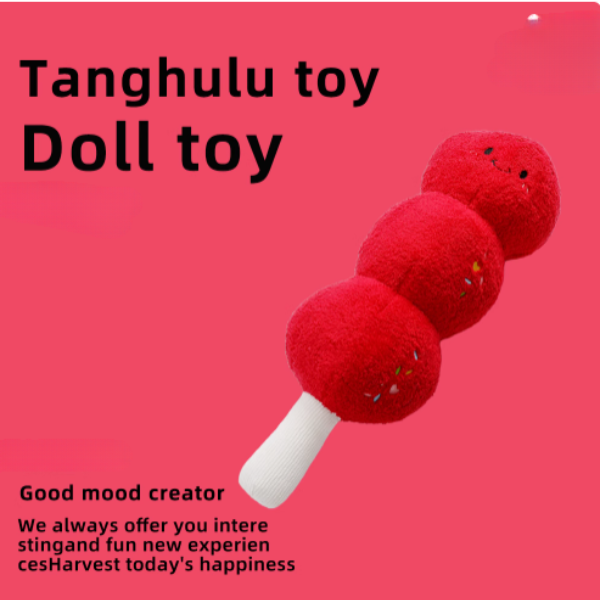 Tanghulu toy
Doll toy
Good mood creator
We always offer you intere
stingand fun new experien
cesHarvest today's happiness